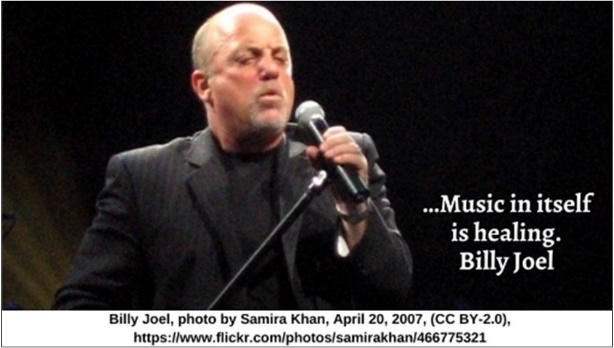 ...Music in itself
is healing.
Billy Joel
Billy Joel, photo by Samira Khan, April 20, 2007, (CC BY-2.0),
https://www.flickr.com/photos/samirakhan/466775321